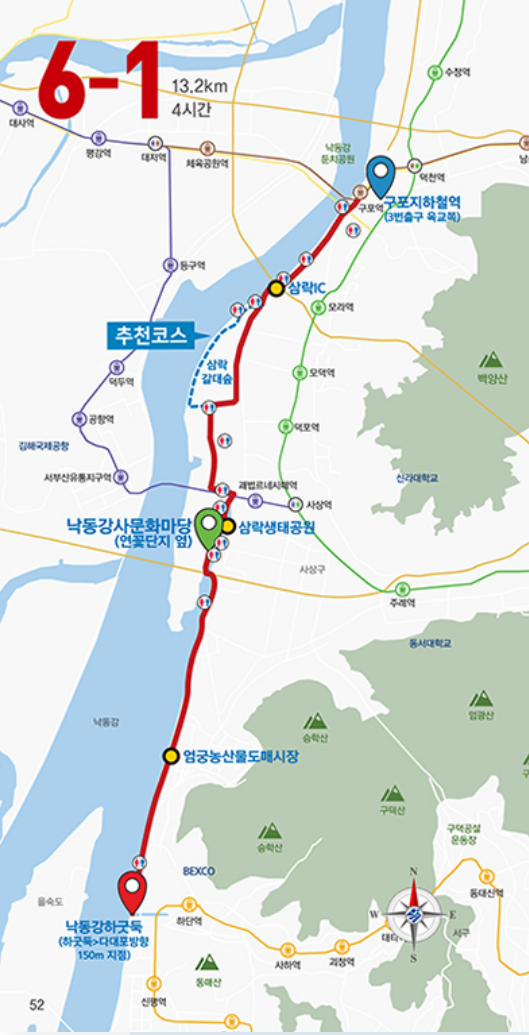 6-1
13.2km
4시간
수정역
대사역
평강역
대저역
체육공원역
낙동강
둔치공원
덕천역
남
구포역
구포지하철역
(3번출구 육교쪽)
등구역
삼락IC
모라역
추천코스
삼락
갈대숲
백양산
덕두역
모덕역
공항역
덕포역
김해국제공항
서부산유통지구역
괘법르네시떼역
신라대학교
사상역
낙동강사문화마당
(연꽃단지 옆)
삼락생태공원
사상구
주례역
동서대학교
엄광산
낙동강
승학산
엄궁농산물도매시장
구
구덕산
승학산
구덕공설
운동장
BEXCO
동대신역
을숙도
N
W
E
S
낙동강하굿둑
(하굿둑>다대포방향
150m 지점)
하단역
대티
서구
사하역
괴정역
동매산
신평역
52